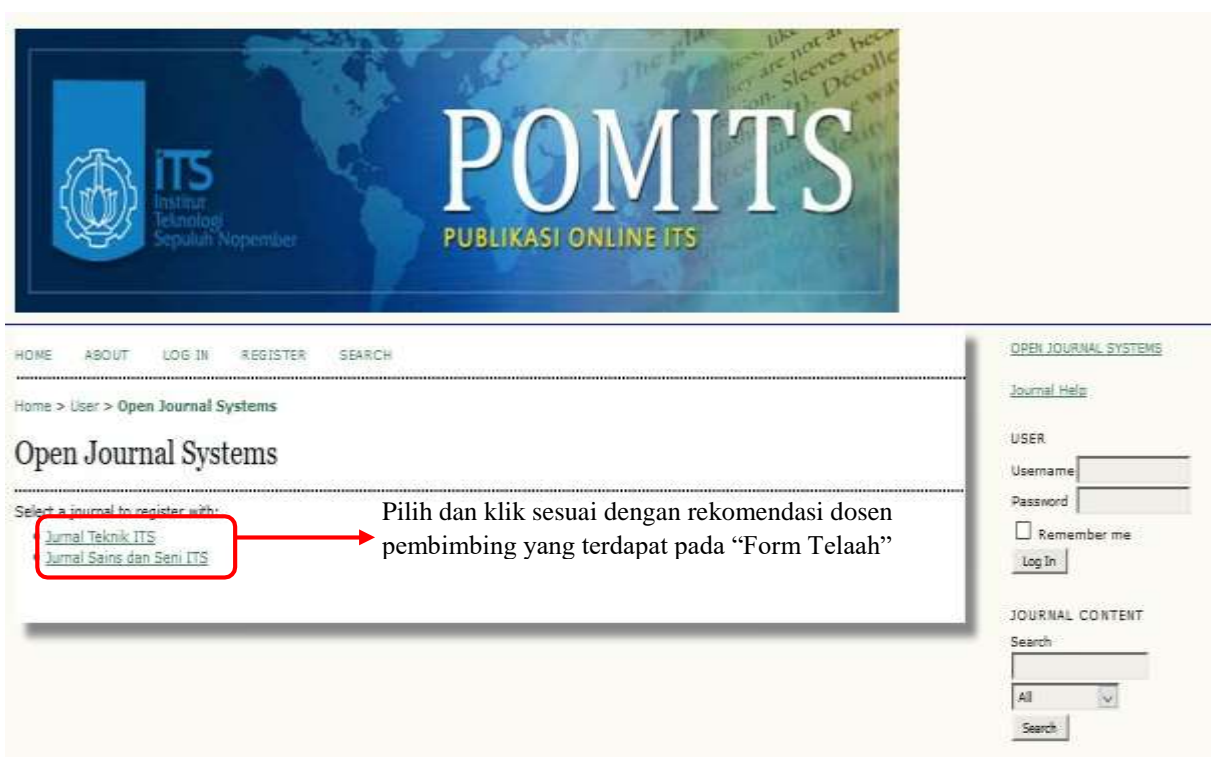 iTS
Institut
Teknologi
Sepuluh Nopember
POMITS
PUBLIKASI ONLINE ITS
HOME ABOUT LOG IN REGISTER SEARCH
Home > User > Open Journal Systems
Open Journal Systems
Select a journal to register with:
Jurnal Teknik ITS
Jurnal Sains dan Seni ITS
Pilih dan klik sesuai dengan rekomendasi dosen
pembimbing yang terdapat pada “Form Telaah”
OPEN JOURNAL SYSTEMS
Journal Help
USER
Username
Password
Remember me
Log In
JOURNAL CONTENT
Search
All
Search